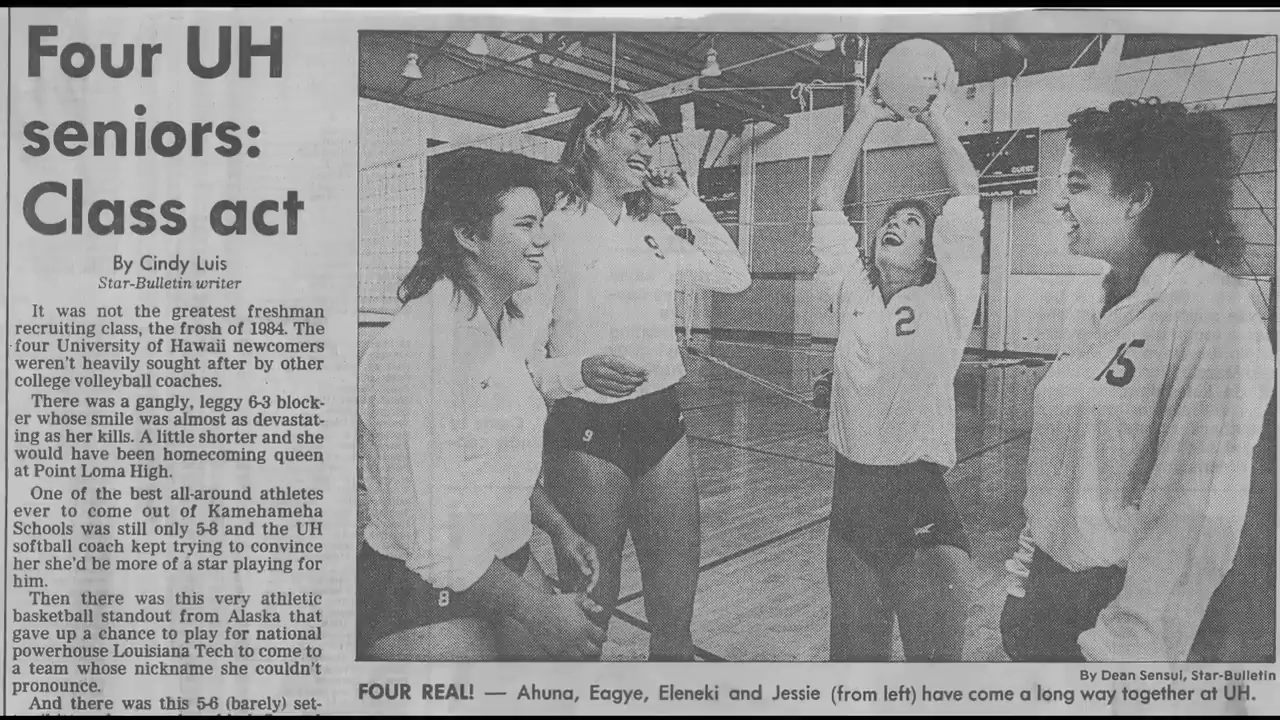 Four UH
seniors:
Class act
By Cindy Luis
Star-Bulletin writer
It was not the greatest freshman
recruiting class, the frosh of 1984. The
four University of Hawaii newcomers
weren't heavily sought after by other
college volleyball coaches.
There was a gangly, leggy 6-3 block-
er whose smile was almost as devastat-
ing as her kills. A little shorter and she
would have been homecoming queen
at Point Loma High.
One of the best all-around athletes
ever to come out of Kamehameha
Schools was still only 5-8 and the UH
softball coach kept trying to convince
her she'd be more of a star playing for
him.
Then there was this very athletic
basketball standout from Alaska that
gave up a chance to play for national
powerhouse Louisiana Tech to come to
a team whose nickname she couldn't
pronounce.
And there was this 5-6 (barely) set-
GUEST
9
2
15
9
8
By Dean Sensui, Star-Bulletin
FOUR REAL! — Ahuna, Eagye, Eleneki and Jessie (from left) have come a long way together at UH.